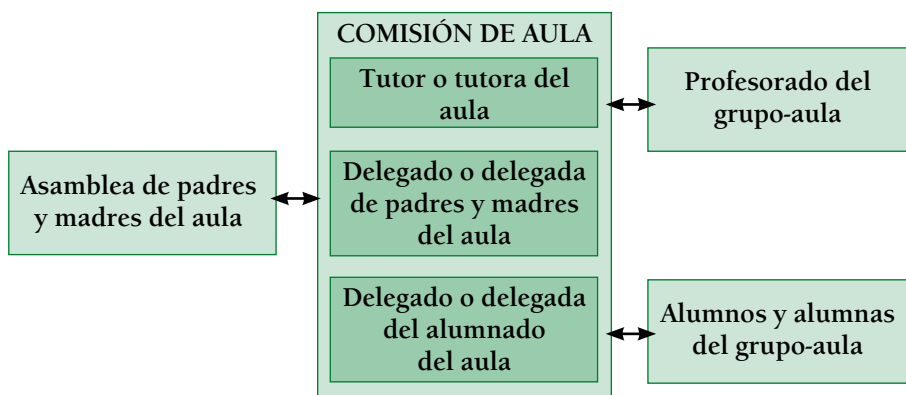 COMISIÓN DE AULA
Tutor o tutora del
aula
Profesorado del
grupo-aula
Asamblea de padres
y madres del aula
Delegado o delegada
de padres y madres
del aula
Delegado o delegada
del alumnado
del aula
Alumnos y alumnas
del grupo-aula